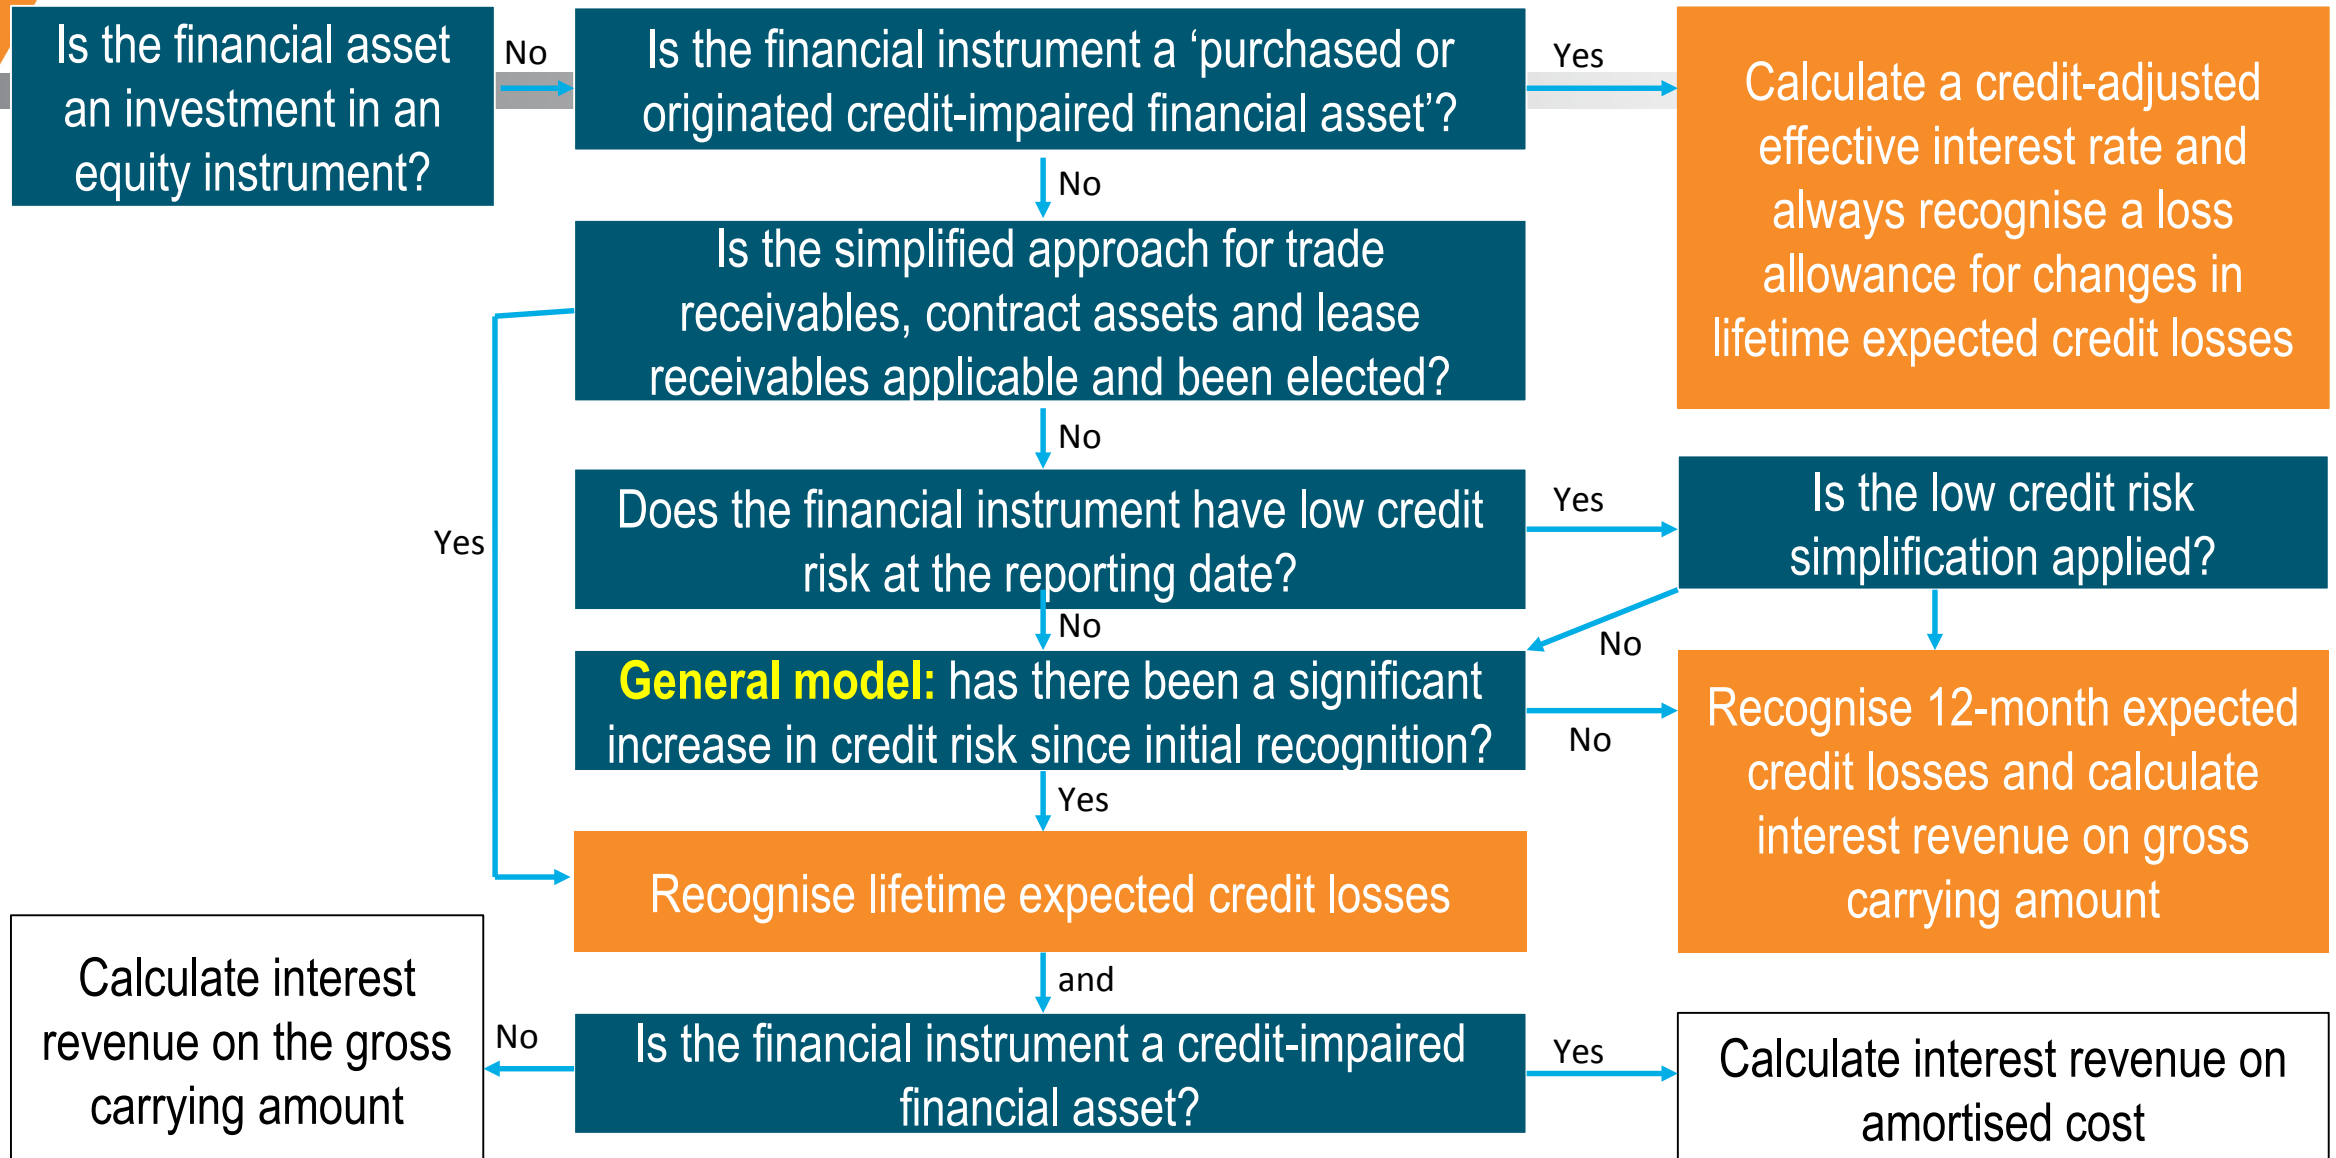 Is the financial asset
an investment in an
equity instrument?
No
Is the financial instrument a ‘purchased or
originated credit-impaired financial asset’?
Yes
Calculate a credit-adjusted
effective interest rate and
always recognise a loss
allowance for changes in
lifetime expected credit losses
No
Is the simplified approach for trade
receivables, contract assets and lease
receivables applicable and been elected?
Yes
No
Does the financial instrument have low credit
risk at the reporting date?
Yes
Is the low credit risk
simplification applied?
No
No
General model: has there been a significant
increase in credit risk since initial recognition?
No
Recognise 12-month expected
credit losses and calculate
interest revenue on gross
carrying amount
Yes
Recognise lifetime expected credit losses
and
Is the financial instrument a credit-impaired
financial asset?
No
Calculate interest
revenue on the gross
carrying amount
Yes
Calculate interest revenue on
amortised cost